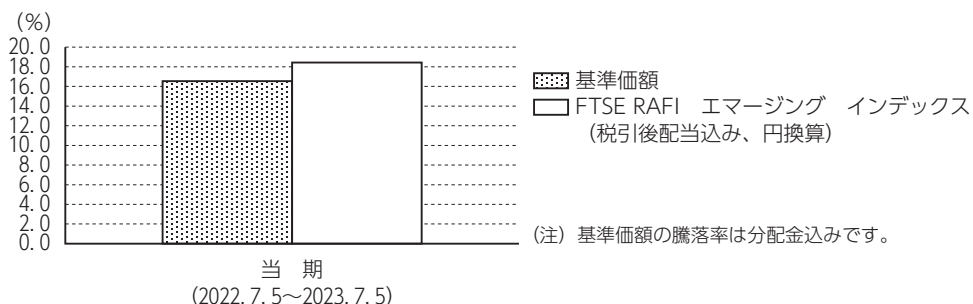 (%)
20.0
18.0
16.0
14.0
12.0
10.0
8.0
6.0
4.0
2.0
0.0
基準価額
FTSE RAFI　エマージング　インデックス
(税引後配当込み、円換算)
(注) 基準価額の騰落率は分配金込みです。
当　期
(2022.7.5〜2023.7.5)